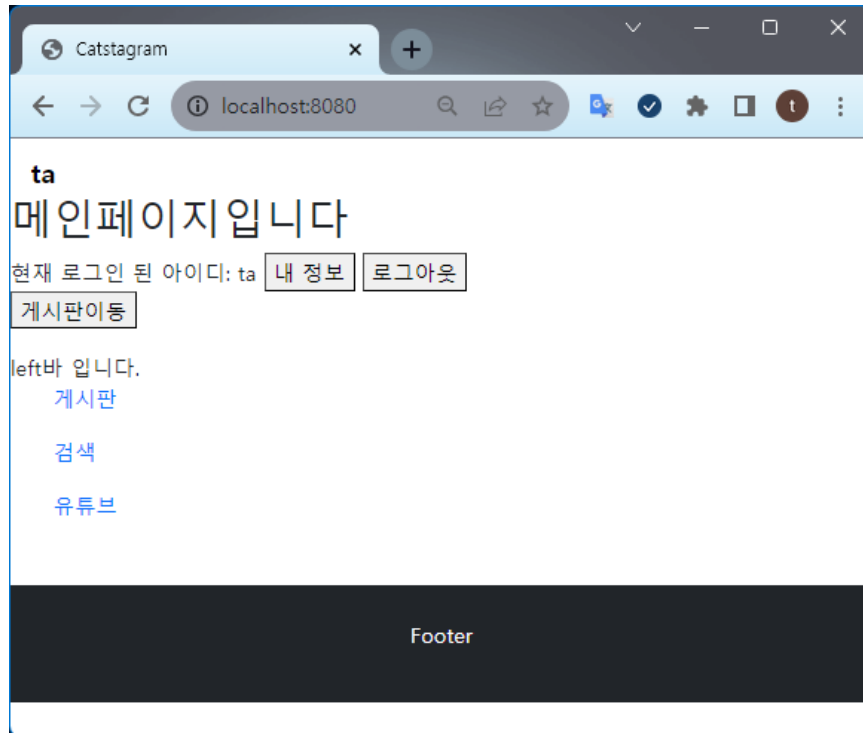 Catstagram
localhost:8080
t
ta
메인페이지입니다
현재 로그인 된 아이디: ta 내 정보 로그아웃
게시판이동
left바 입니다.
게시판
검색
유튜브
Footer